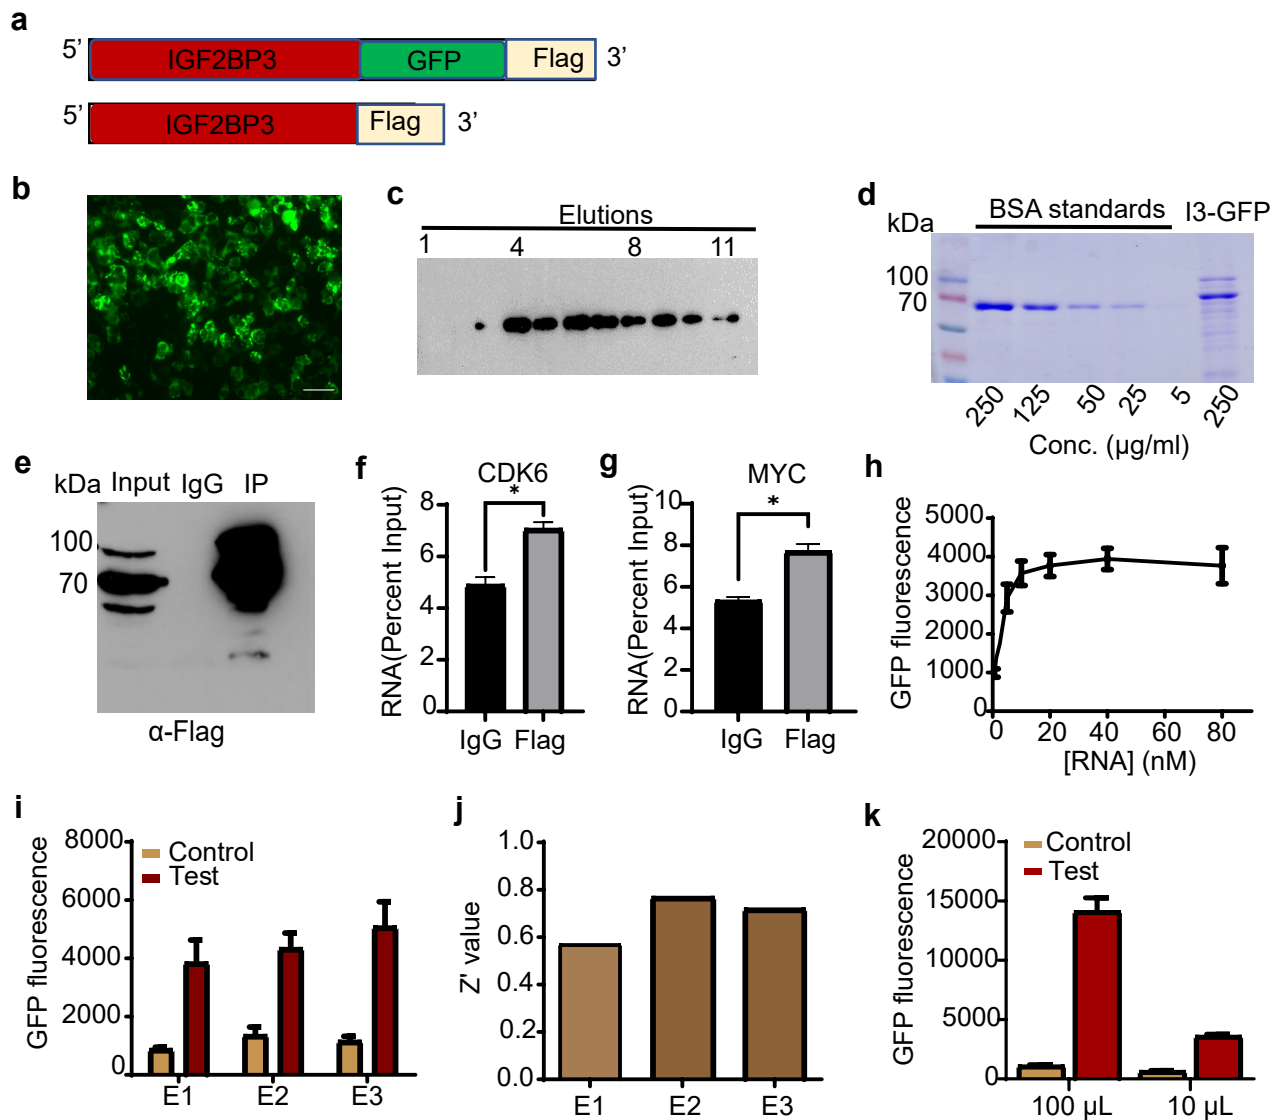 a
5' IGF2BP3 GFP Flag 3'
5' IGF2BP3 Flag 3'
b
c
Elutions
1 4 8 11
d
kDa
BSA standards I3-GFP
100
70
250 125 50 25 5 250
Conc. (µg/ml)
e
kDa Input IgG IP
100
70
α-Flag
f
CDK6
*
RNA(Percent Input)
8
6
4
2
0
IgG Flag
g
MYC
*
RNA(Percent Input)
10
8
6
4
2
0
IgG Flag
h
GFP fluorescence
5000
4000
3000
2000
1000
0
0 20 40 60 80
[RNA] (nM)
i
GFP fluorescence
8000
6000
4000
2000
0
Control
Test
E1 E2 E3
j
Z' value
1.0
0.8
0.6
0.4
0.2
0.0
E1 E2 E3
k
GFP fluorescence
20000
15000
10000
5000
0
Control
Test
100 µL 10 µL